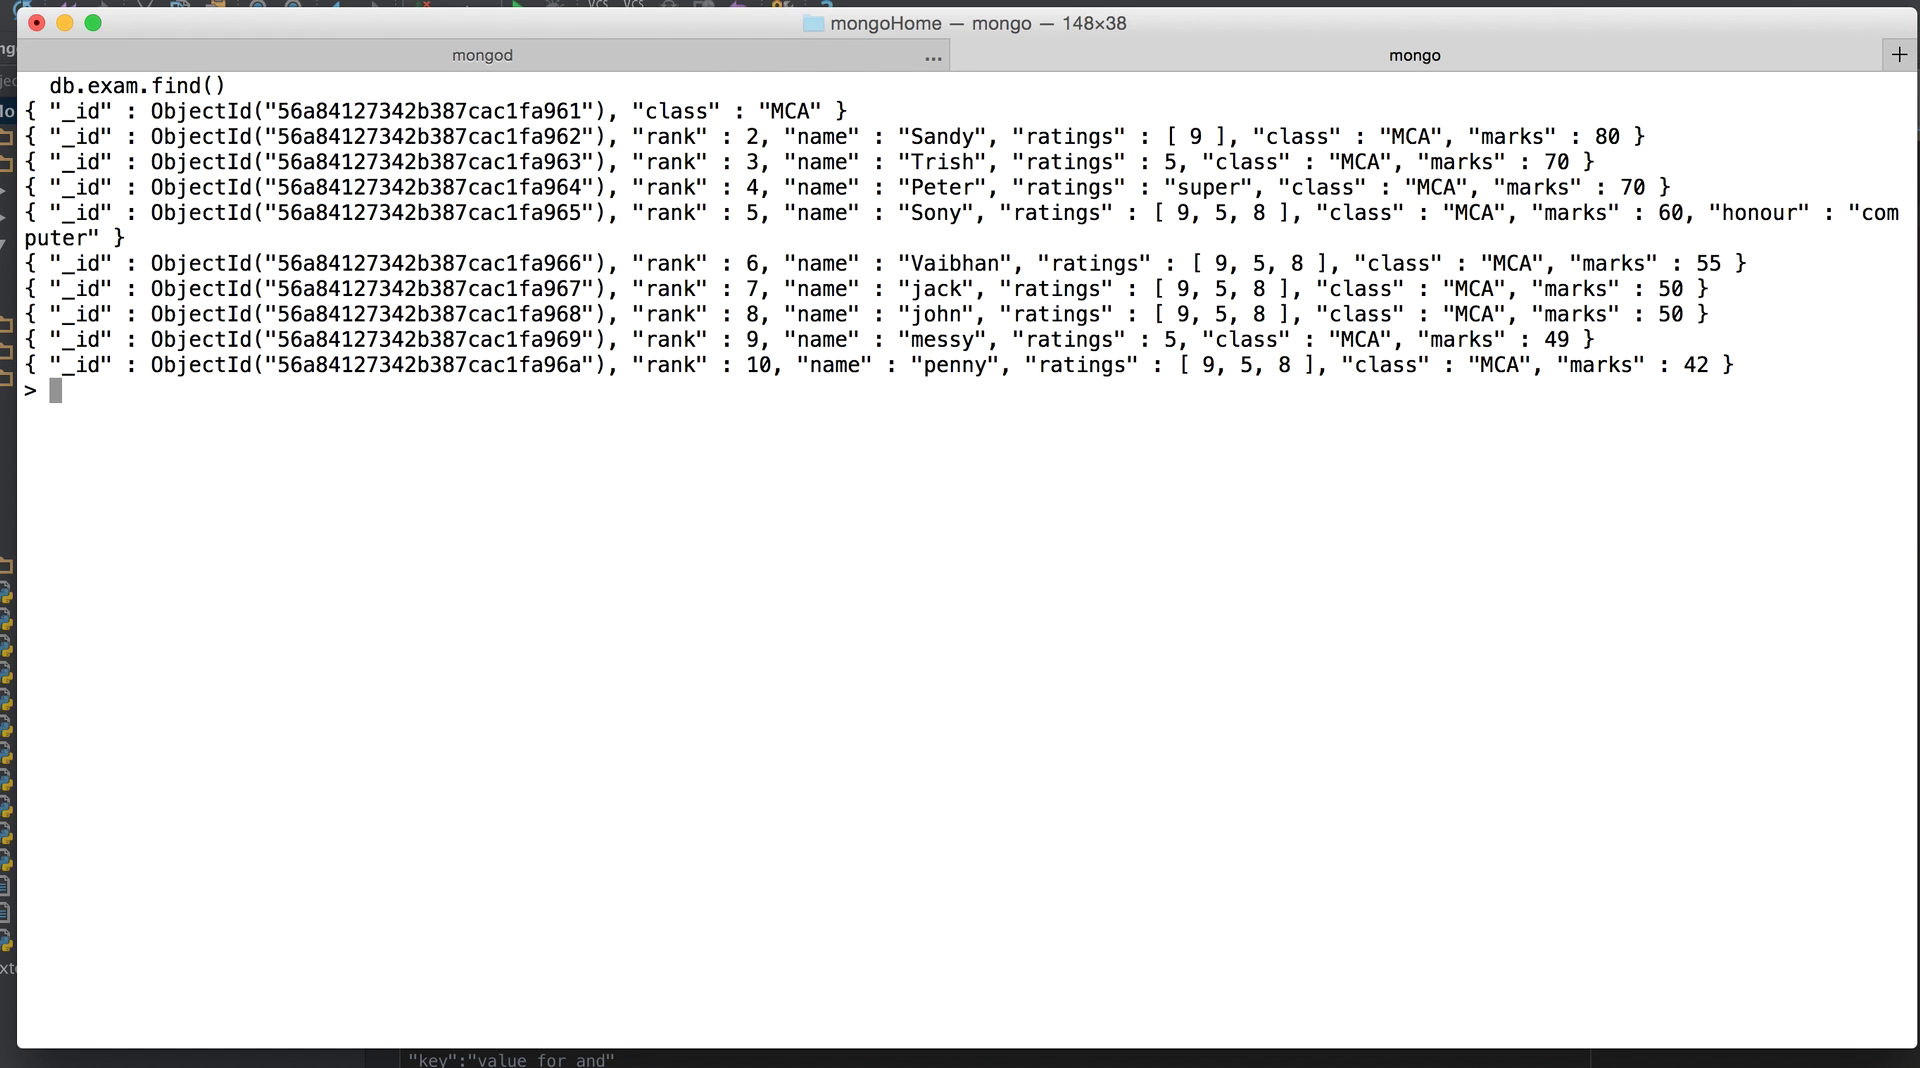 mongoHome — mongo — 148×38
mongod
...
mongo
+
db.exam.find()
{ "_id" : ObjectId("56a84127342b387cac1fa961"), "class" : "MCA" }
{ "_id" : ObjectId("56a84127342b387cac1fa962"), "rank" : 2, "name" : "Sandy", "ratings" : [ 9 ], "class" : "MCA", "marks" : 80 }
{ "_id" : ObjectId("56a84127342b387cac1fa963"), "rank" : 3, "name" : "Trish", "ratings" : 5, "class" : "MCA", "marks" : 70 }
{ "_id" : ObjectId("56a84127342b387cac1fa964"), "rank" : 4, "name" : "Peter", "ratings" : "super", "class" : "MCA", "marks" : 70 }
{ "_id" : ObjectId("56a84127342b387cac1fa965"), "rank" : 5, "name" : "Sony", "ratings" : [ 9, 5, 8 ], "class" : "MCA", "marks" : 60, "honour" : "com
puter" }
{ "_id" : ObjectId("56a84127342b387cac1fa966"), "rank" : 6, "name" : "Vaibhan", "ratings" : [ 9, 5, 8 ], "class" : "MCA", "marks" : 55 }
{ "_id" : ObjectId("56a84127342b387cac1fa967"), "rank" : 7, "name" : "jack", "ratings" : [ 9, 5, 8 ], "class" : "MCA", "marks" : 50 }
{ "_id" : ObjectId("56a84127342b387cac1fa968"), "rank" : 8, "name" : "john", "ratings" : [ 9, 5, 8 ], "class" : "MCA", "marks" : 50 }
{ "_id" : ObjectId("56a84127342b387cac1fa969"), "rank" : 9, "name" : "messy", "ratings" : 5, "class" : "MCA", "marks" : 49 }
{ "_id" : ObjectId("56a84127342b387cac1fa96a"), "rank" : 10, "name" : "penny", "ratings" : [ 9, 5, 8 ], "class" : "MCA", "marks" : 42 }
>
"key":"value for and"